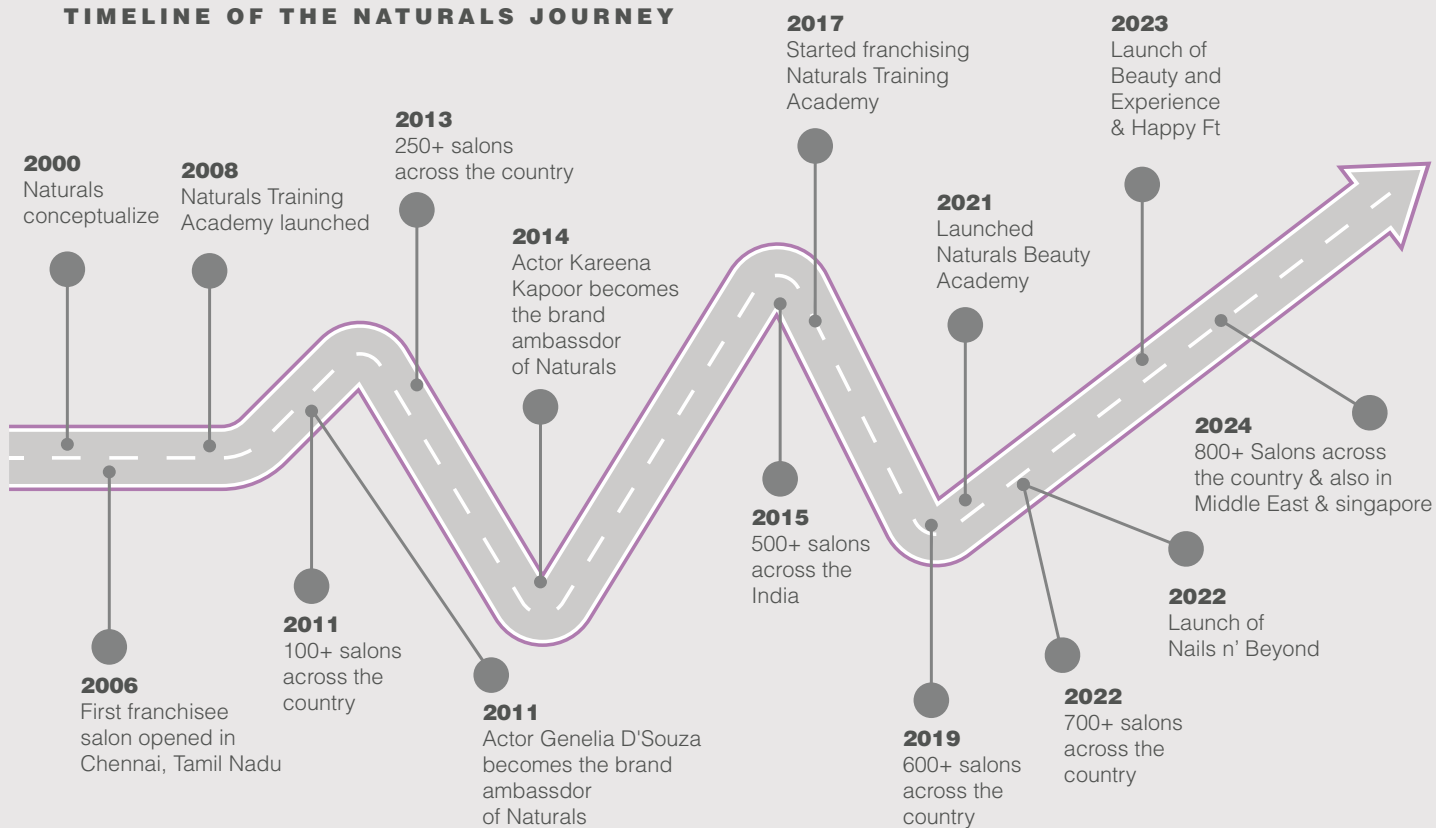 TIMELINE OF THE NATURALS JOURNEY
2000
Naturals
conceptualize
2006
First franchisee
salon opened in
Chennai, Tamil Nadu
2008
Naturals Training
Academy launched
2011
100+ salons
across the
country
2011
Actor Genelia D'Souza
becomes the brand
ambassdor
of Naturals
2013
250+ salons
across the country
2014
Actor Kareena
Kapoor becomes
the brand
ambassdor
of Naturals
2015
500+ salons
across the
India
2017
Started franchising
Naturals Training
Academy
2019
600+ salons
across the
country
2021
Launched
Naturals Beauty
Academy
2022
700+ salons
across the
country
2022
Launch of
Nails n’ Beyond
2023
Launch of
Beauty and
Experience
& Happy Ft
2024
800+ Salons across
the country & also in
Middle East & singapore